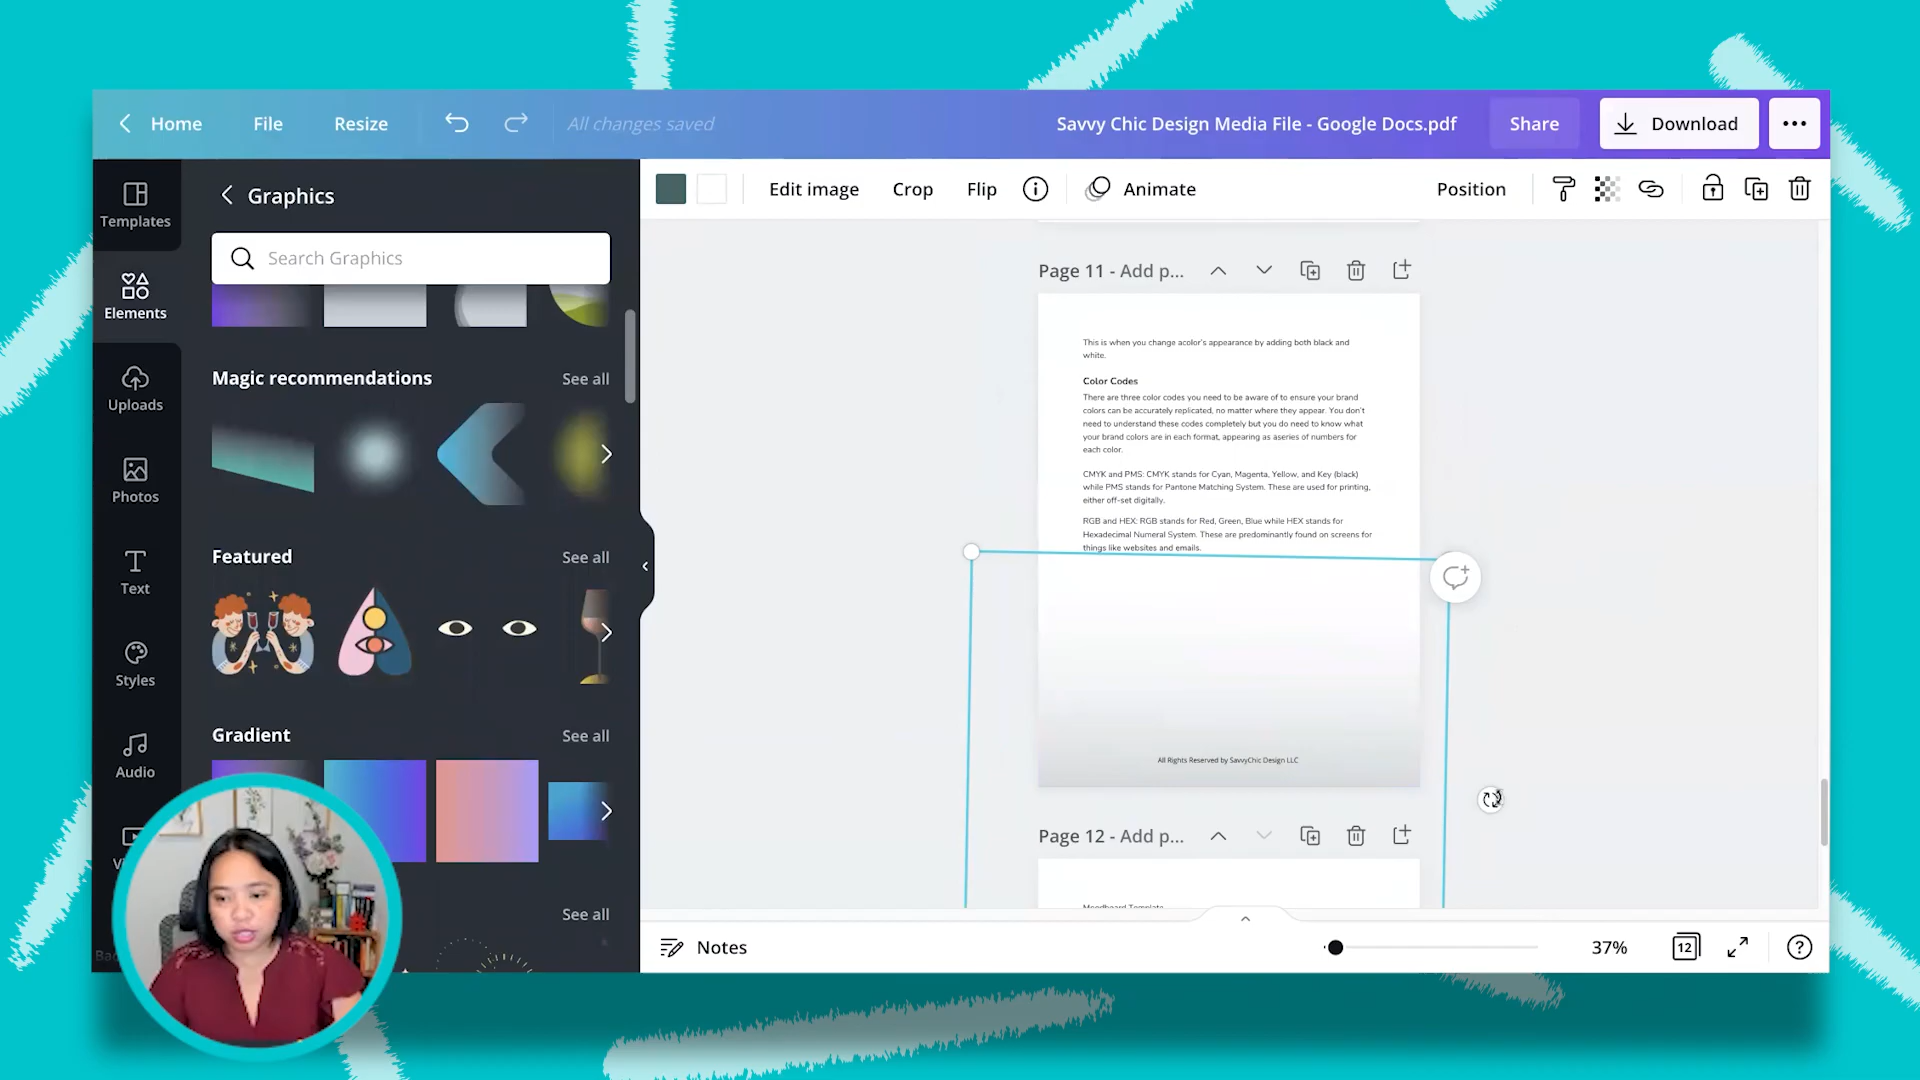 Home
File
Resize
All changes saved
Savvy Chic Design Media File - Google Docs.pdf
Share
Download
Templates
Elements
Uploads
Photos
Text
Styles
Audio
Graphics
Search Graphics
Magic recommendations
See all
Featured
See all
Gradient
See all
See all
Edit image
Crop
Flip
Animate
Position
Page 11 - Add p...
This is when you change acolor's appearance by adding both black and
white.
Color Codes
There are three color codes you need to be aware of to ensure your brand
colors can be accurately replicated, no matter where they appear. You don't
need to understand these codes completely but you do need to know what
your brand colors are in each format, appearing as aseries of numbers for
each color.
CMYK and PMS: CMYK stands for Cyan, Magenta, Yellow, and Key (black)
while PMS stands for Pantone Matching System. These are used for printing,
either off-set digitally.
RGB and HEX: RGB stands for Red, Green, Blue while HEX stands for
Hexadecimal Numeral System. These are predominantly found on screens for
things like websites and emails.
All Rights Reserved by SavvyChic Design LLC
Page 12 - Add p...
Moodboard Template
Notes
37%
12